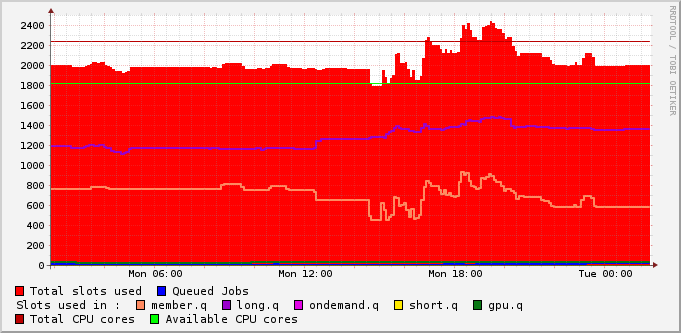 2400
2200
2000
1800
1600
1400
1200
1000
800
600
400
200
0
Mon 06:00 Mon 12:00 Mon 18:00 Tue 00:00
Total slots used Queued Jobs
Slots used in : member.q long.q ondemand.q short.q gpu.q
Total CPU cores Available CPU cores
RRDTOOL / TOBI OETIKER